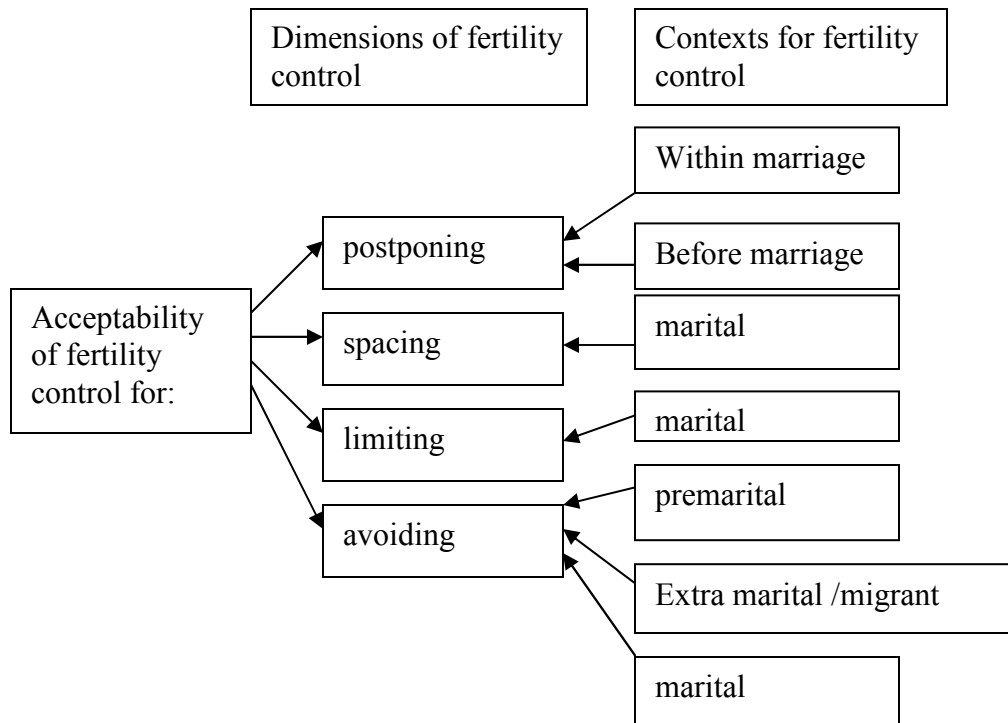 Dimensions of fertility
control
Contexts for fertility
control
Within marriage
postponing
Before marriage
Acceptability
of fertility
control for:
spacing
marital
limiting
marital
avoiding
premarital
Extra marital /migrant
marital